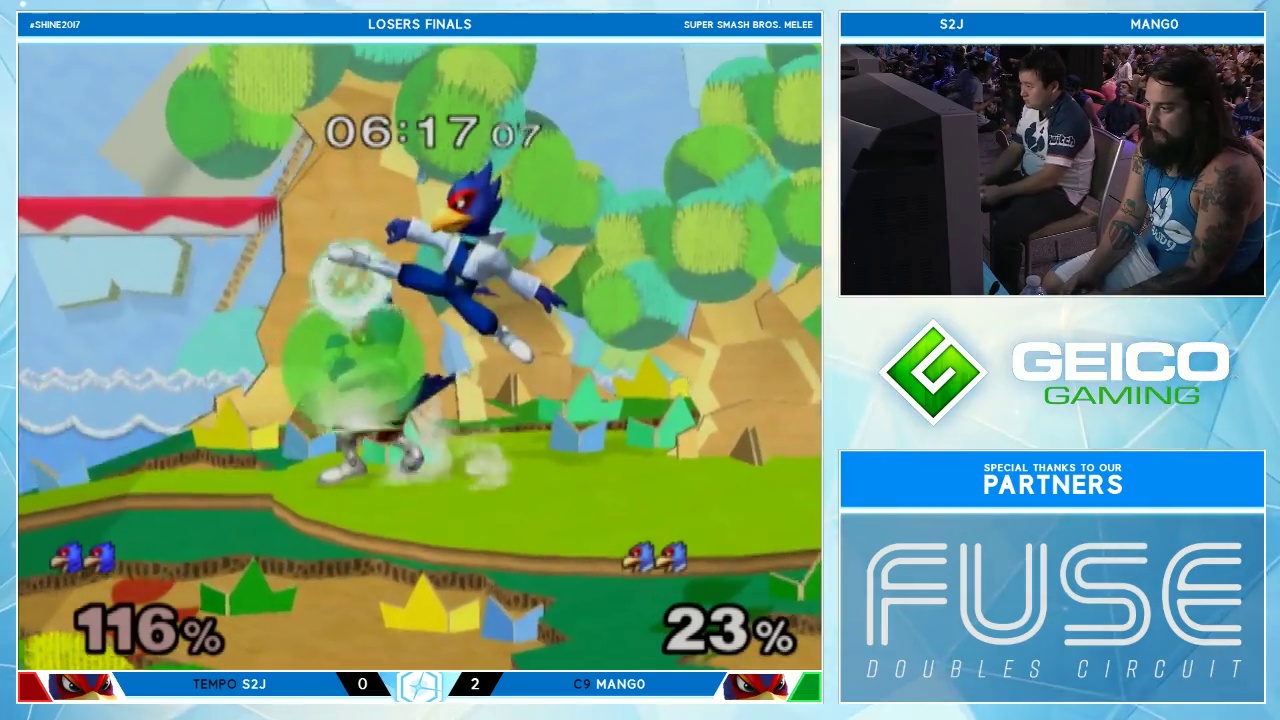 #SHINE2017
LOSERS FINALS
SUPER SMASH BROS. MELEE
S2J
MANG0
06:17 07
twitch
GEICO
GAMING
SPECIAL THANKS TO OUR
PARTNERS
FUSE
DOUBLES CIRCUIT
116%
23%
TEMPO S2J
0
2
C9 MANG0